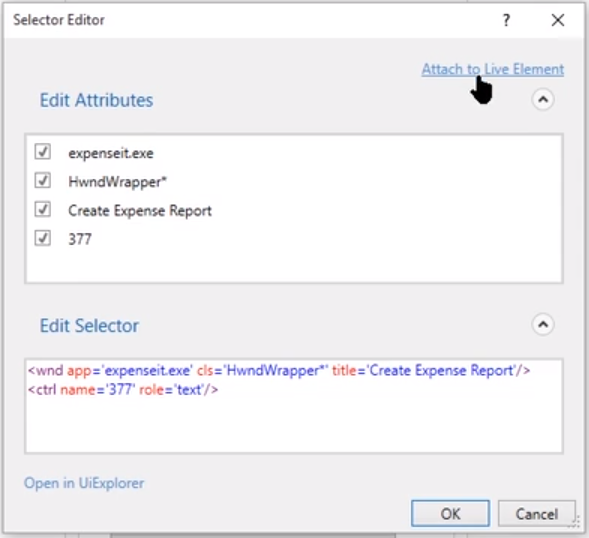 Selector Editor
?
Attach to Live Element
Edit Attributes
expenseit.exe
HwndWrapper*
Create Expense Report
377
Edit Selector
<wnd app='expenseit.exe' cls='HwndWrapper*' title='Create Expense Report'/>
<ctrl name='377' role='text'/>
Open in UiExplorer
OK
Cancel